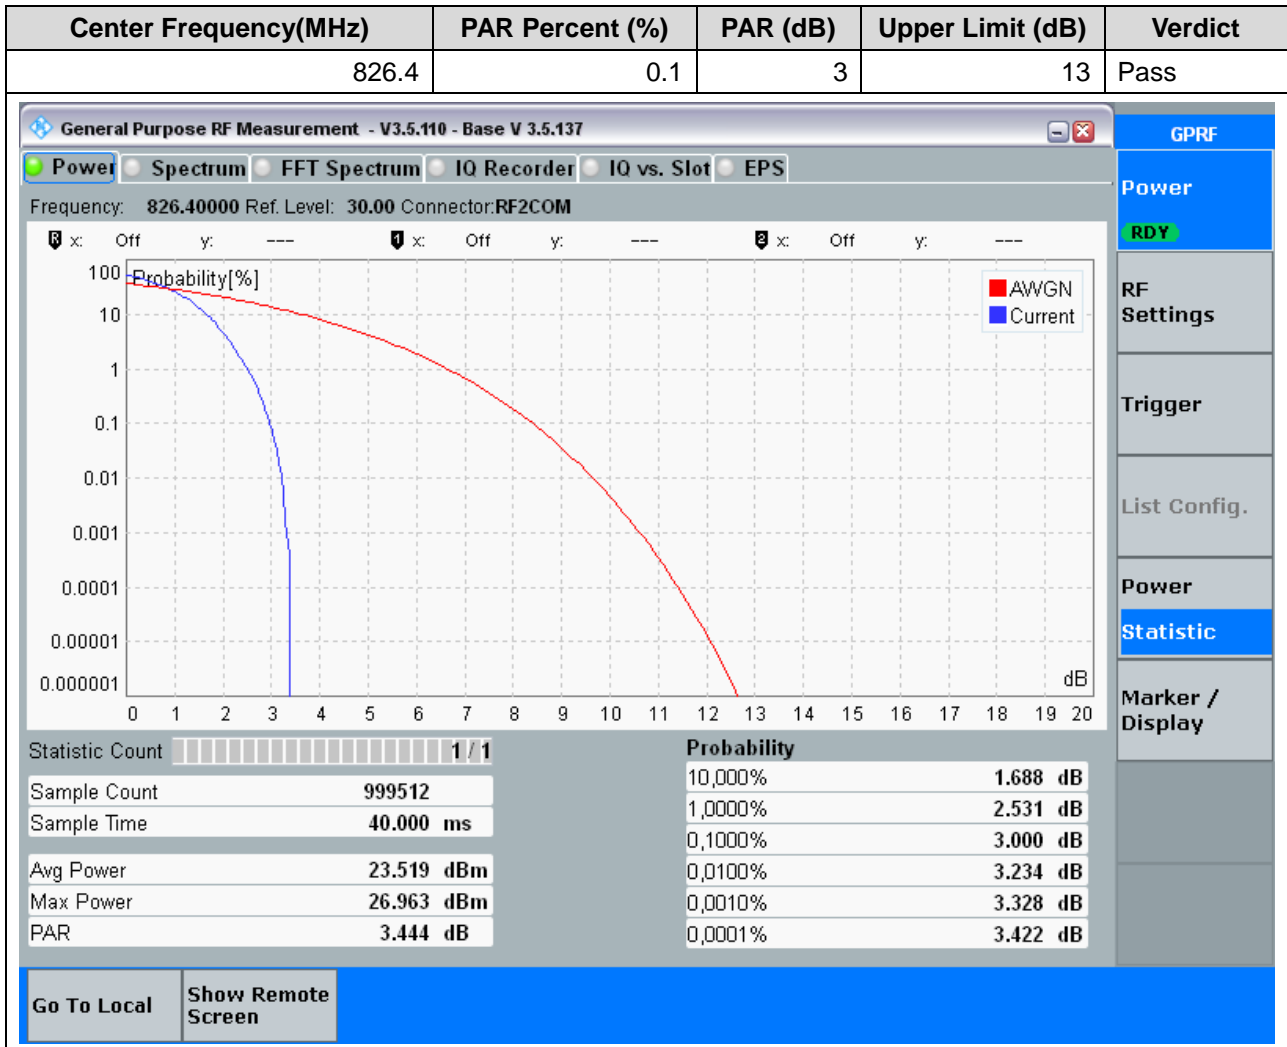 Center Frequency(MHz) PAR Percent (%) PAR (dB) Upper Limit (dB) Verdict
826.4 0.1 3 13 Pass
General Purpose RF Measurement - V3.5.110 - Base V 3.5.137
GPRF
Power Spectrum FFT Spectrum IQ Recorder IQ vs. Slot EPS
Power
RDY
Frequency: 826.40000 Ref. Level: 30.00 Connector:RF2COM
R x: Off y: --- 1 x: Off y: --- 2 x: Off y: ---
Probability[%]
AWGN
Current
100
10
1
0.1
0.01
0.001
0.0001
0.00001
0.000001
dB
0 1 2 3 4 5 6 7 8 9 10 11 12 13 14 15 16 17 18 19 20
RF
Settings
Trigger
List Config.
Power
Statistic
Marker /
Display
Statistic Count 1 / 1
Sample Count 999512
Sample Time 40.000 ms
Avg Power 23.519 dBm
Max Power 26.963 dBm
PAR 3.444 dB
Probability
10,000% 1.688 dB
1,0000% 2.531 dB
0,1000% 3.000 dB
0,0100% 3.234 dB
0,0010% 3.328 dB
0,0001% 3.422 dB
Go To Local
Show Remote
Screen